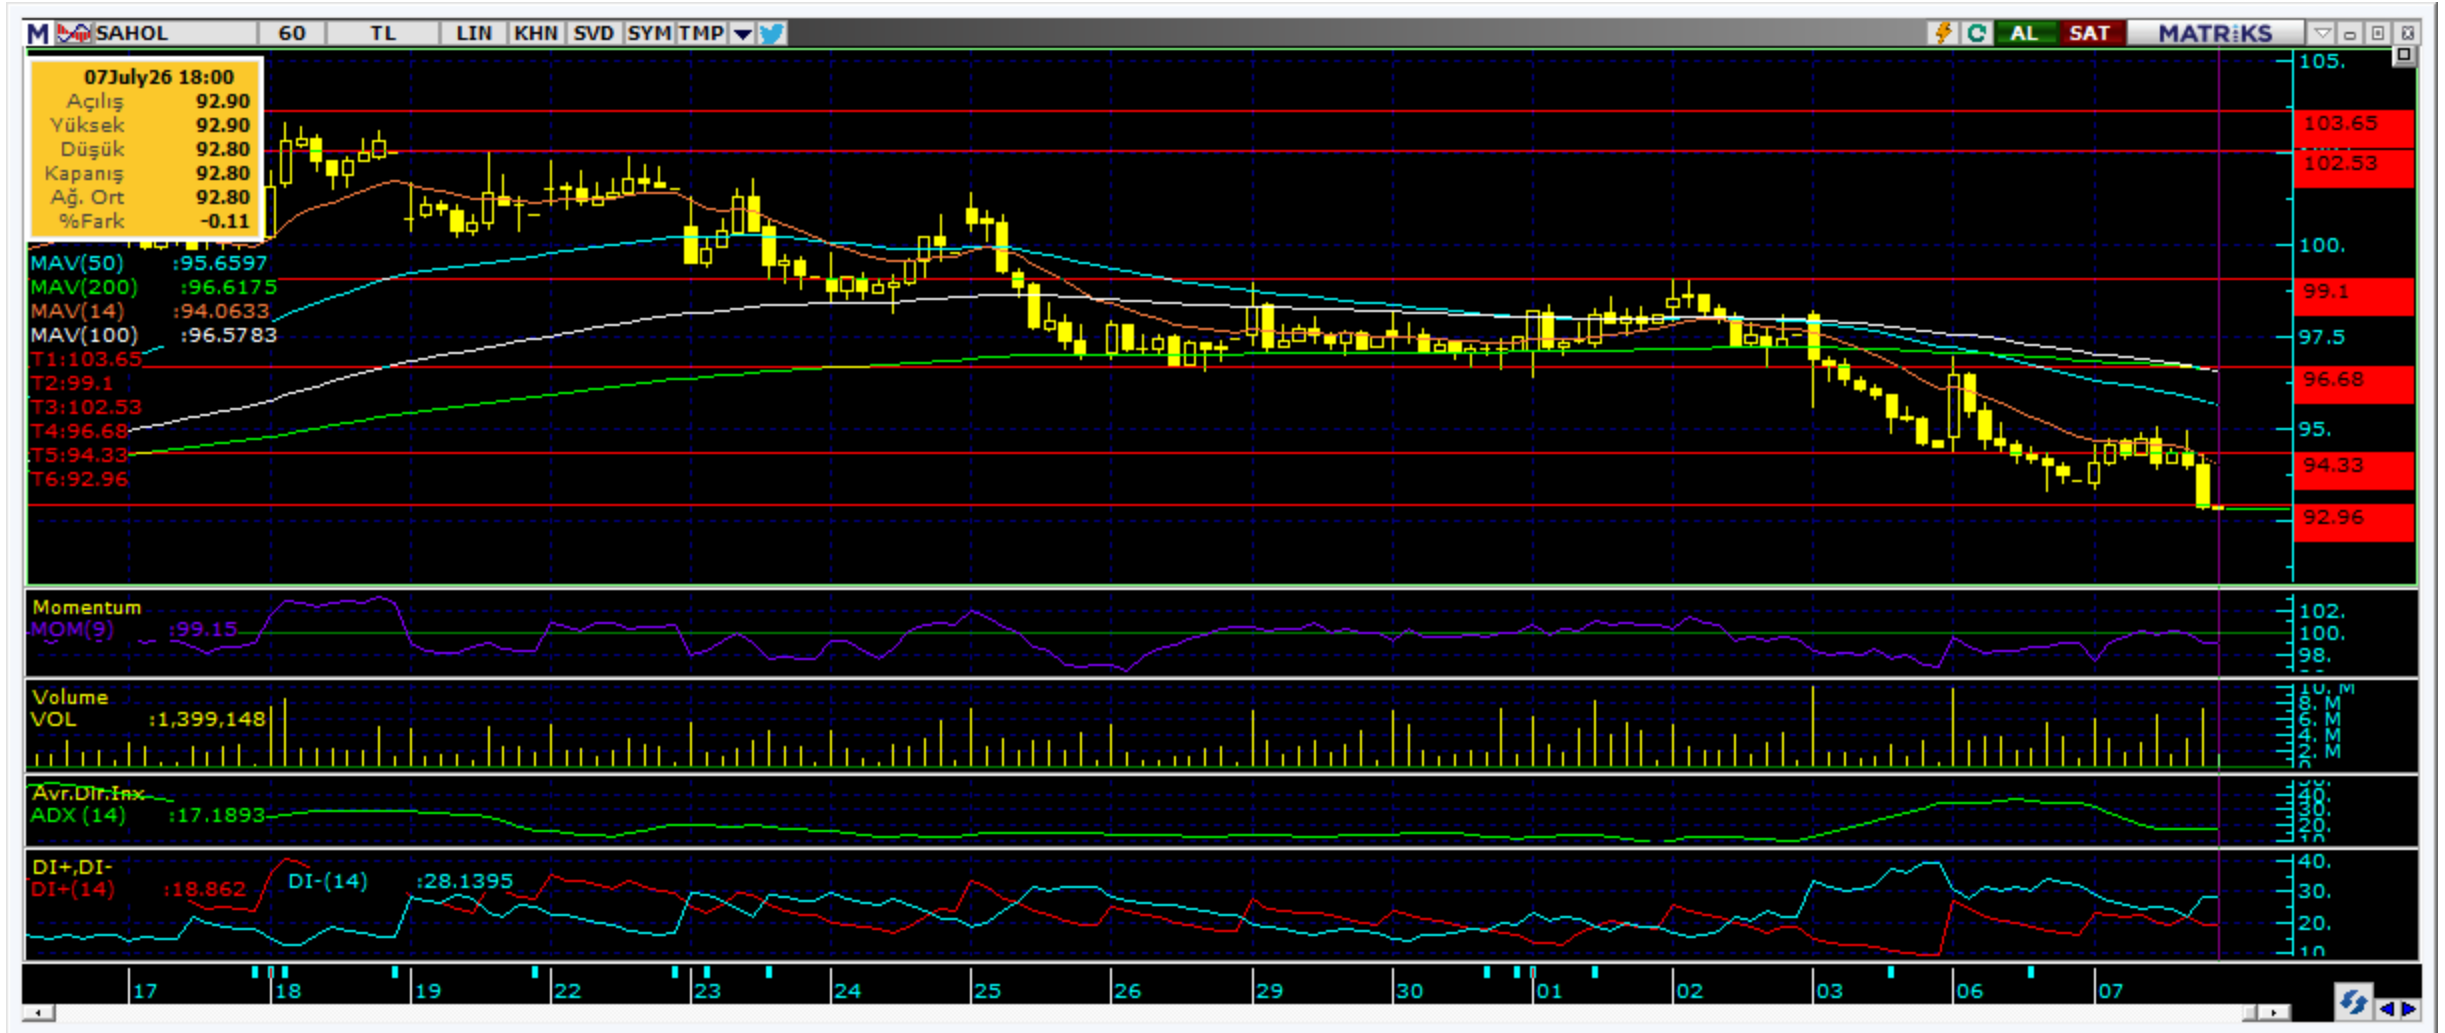 M SAHOL 60 TL LIN KHN SVD SYM TMP AL SAT MATRiKS
07July26 18:00
Açılış 92.90
Yüksek 92.90
Düşük 92.80
Kapanış 92.80
Ağ. Ort 92.80
%Fark -0.11
MAV(50) :95.6597
MAV(200) :96.6175
MAV(14) :94.0633
MAV(100) :96.5783
T1:103.65
T2:99.1
T3:102.53
T4:96.68
T5:94.33
T6:92.96
105.
103.65
102.53
100.
99.1
97.5
96.68
95.
94.33
92.96
Momentum
MOM(9) :99.15
102.
100.
98.
Volume
VOL :1,399,148
10. M
8. M
6. M
4. M
2. M
0
Avr.Dir.Inx
ADX (14) :17.1893
40.
30.
20.
10.
DI+,DI-
DI+(14) :18.862 DI-(14) :28.1395
40.
30.
20.
10
17 18 19 22 23 24 25 26 29 30 01 02 03 06 07